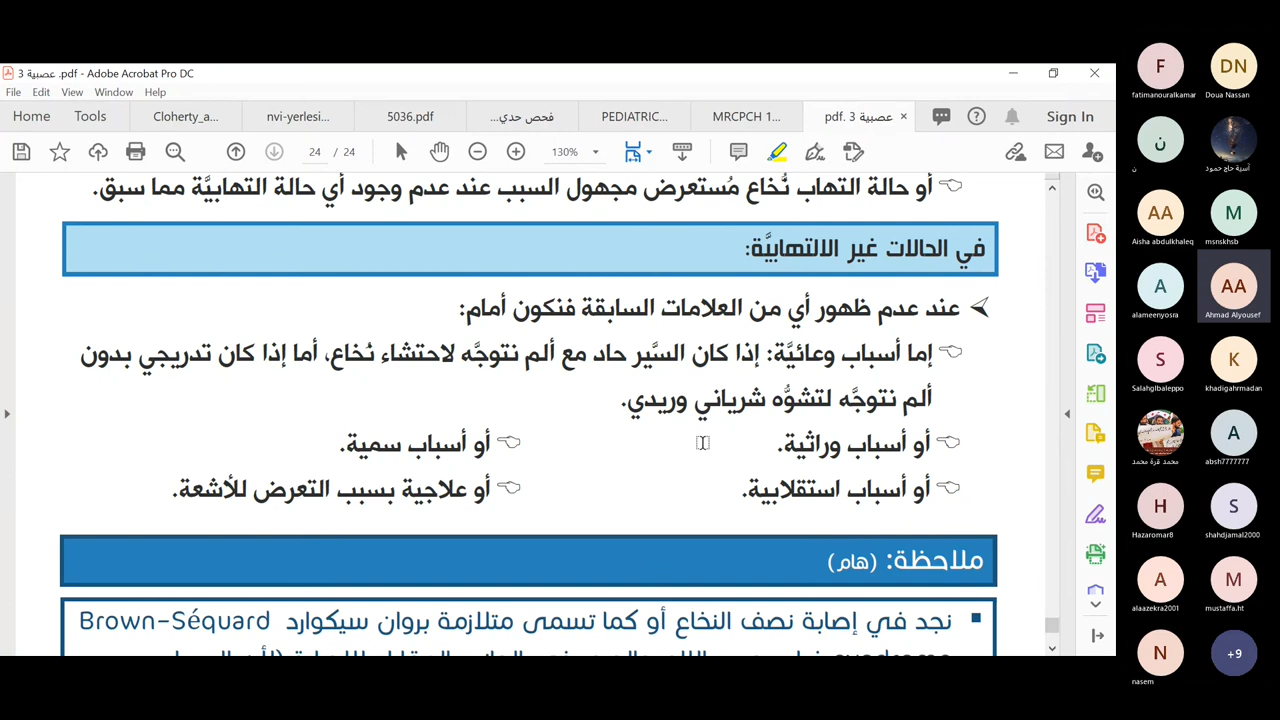 عصبية 3 .pdf - Adobe Acrobat Pro DC
File Edit View Window Help
Home Tools Cloherty_a... nvi-yerlesi... 5036.pdf فحص حدي... PEDIATRIC... MRCPCH 1... عصبية 3 .pdf × Sign In
24 / 24 130%
أو حالة التهاب نُخاع مُستعرض مجهول السبب عند عدم وجود أي حالة التهابيَّة مما سبق.
في الحالات غير الالتهابيَّة:
عند عدم ظهور أي من العلامات السابقة فنكون أمام:
إما أسباب وعائيَّة: إذا كان السَّير حاد مع ألم نتوجَّه لاحتشاء نُخاع، أما إذا كان تدريجي بدون
ألم نتوجَّه لتشوُّه شرياني وريدي.
أو أسباب وراثية. أو أسباب سمية.
أو أسباب استقلابية. أو علاجية بسبب التعرض للأشعة.
ملاحظة: (هام)
نجد في إصابة نصف النخاع أو كما تسمى متلازمة بروان سيكوارد Brown-Séquard
F DN
fatimanouralkamar Doua Nassan
ن
ن آسية حاج حمود
AA M
Aisha abdulkhaleq msnskhsb
A AA
alameenyosra Ahmad Alyousef
S K
Salahglbaleppo khadigahrmadan
A
محمد قرة محمد absh7777777
H S
Hazaromar8 shahdjamal2000
A M
alaazekra2001 mustaffa.ht
N +9
nasem